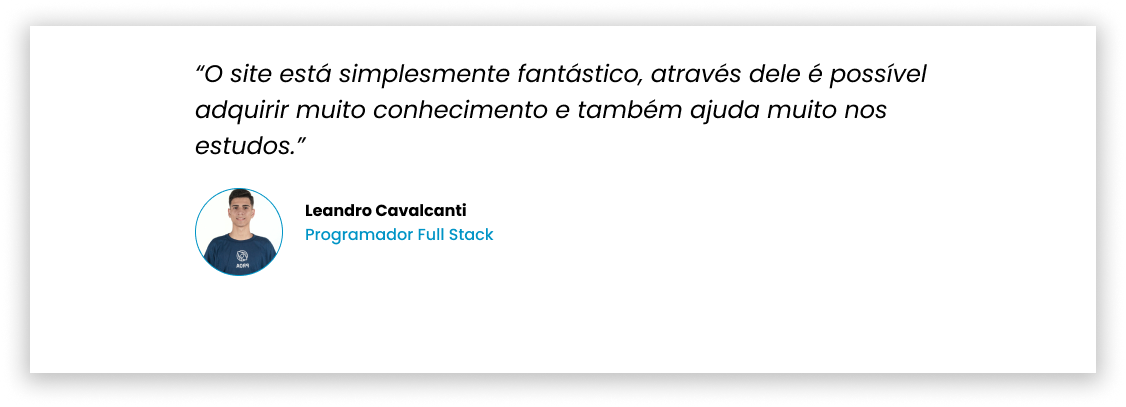 “O site está simplesmente fantástico, através dele é possível
adquirir muito conhecimento e também ajuda muito nos
estudos.”
Leandro Cavalcanti
Programador Full Stack